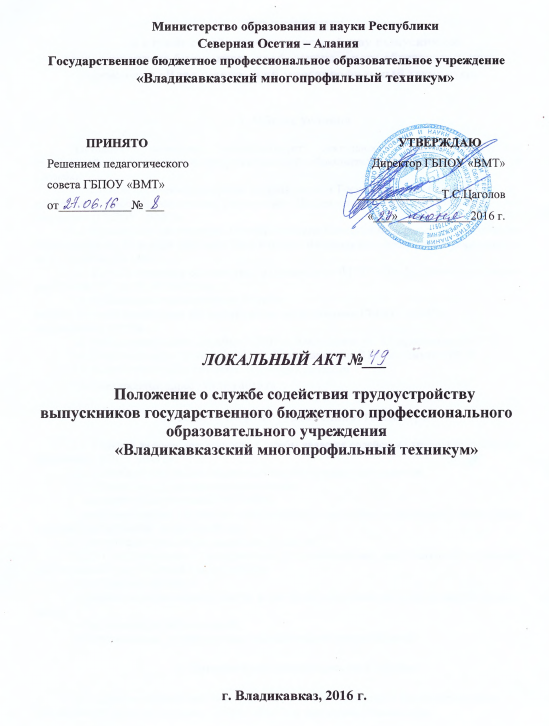 Министерство образования и науки Республики
Северная Осетия – Алания
Государственное бюджетное профессиональное образовательное учреждение
«Владикавказский многопрофильный техникум»
ПРИНЯТО
Решением педагогического
совета ГБПОУ «ВМТ»
от 27.06.16 № 8
УТВЕРЖДАЮ
Директор ГБПОУ «ВМТ»
Т.С.Цаголов
« » июня 2016 г.
ЛОКАЛЬНЫЙ АКТ № 49
Положение о службе содействия трудоустройству
выпускников государственного бюджетного профессионального
образовательного учреждения
«Владикавказский многопрофильный техникум»
г. Владикавказ, 2016 г.